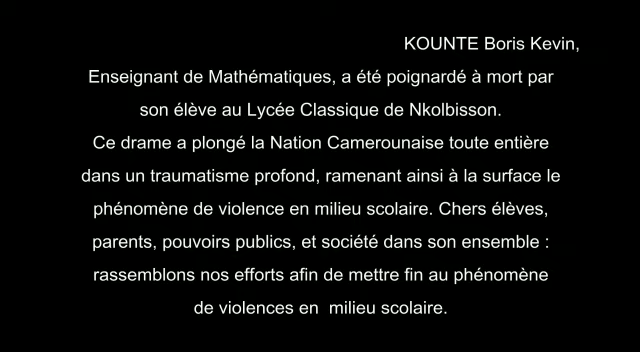 KOUNTE Boris Kevin,
Enseignant de Mathématiques, a été poignardé à mort par
son élève au Lycée Classique de Nkolbisson.
Ce drame a plongé la Nation Camerounaise toute entière
dans un traumatisme profond, ramenant ainsi à la surface le
phénomène de violence en milieu scolaire. Chers élèves,
parents, pouvoirs publics, et société dans son ensemble :
rassemblons nos efforts afin de mettre fin au phénomène
de violences en  milieu scolaire.